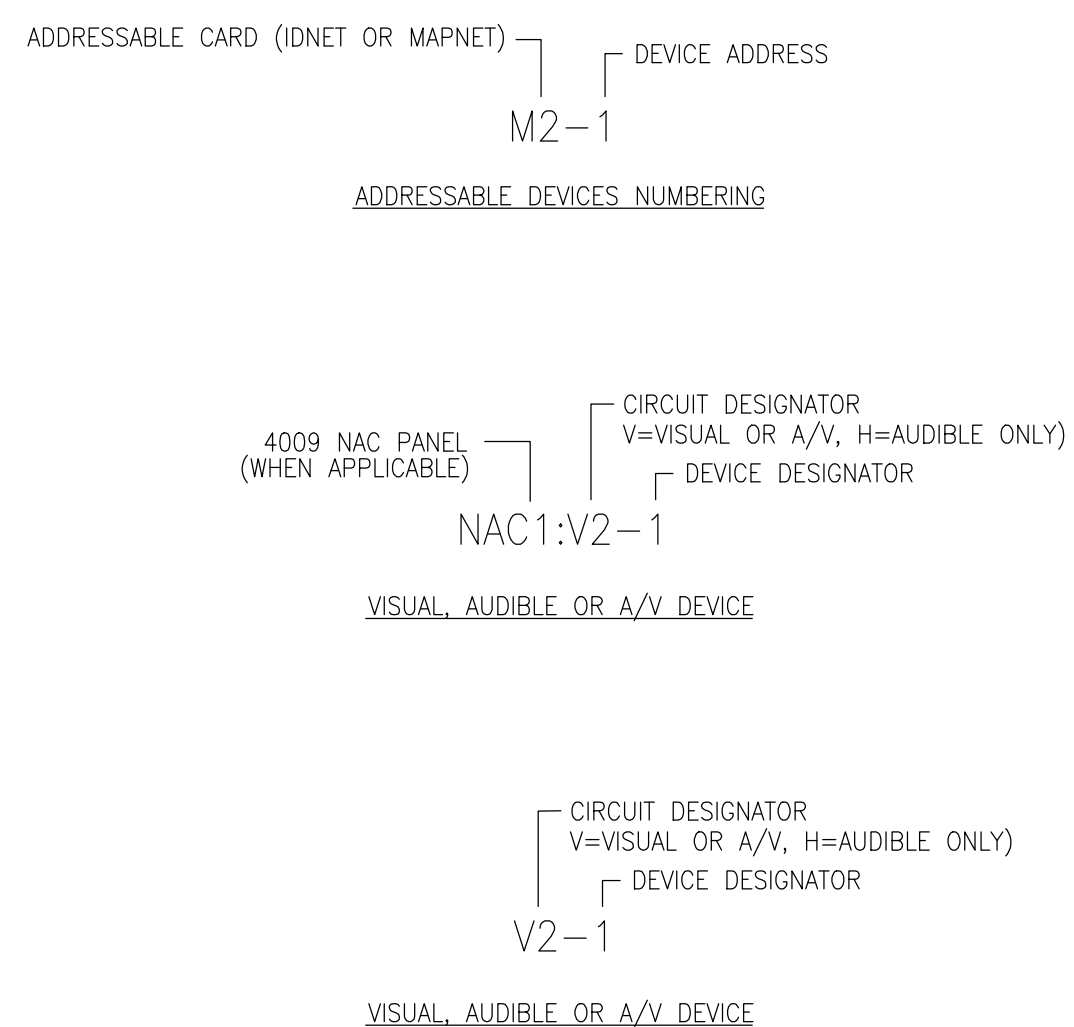 ADDRESSABLE CARD (IDNET OR MAPNET)
DEVICE ADDRESS
M2-1
ADDRESSABLE DEVICES NUMBERING
CIRCUIT DESIGNATOR
V=VISUAL OR A/V, H=AUDIBLE ONLY)
4009 NAC PANEL
(WHEN APPLICABLE)
DEVICE DESIGNATOR
NAC1:V2-1
VISUAL, AUDIBLE OR A/V DEVICE
CIRCUIT DESIGNATOR
V=VISUAL OR A/V, H=AUDIBLE ONLY)
DEVICE DESIGNATOR
V2-1
VISUAL, AUDIBLE OR A/V DEVICE